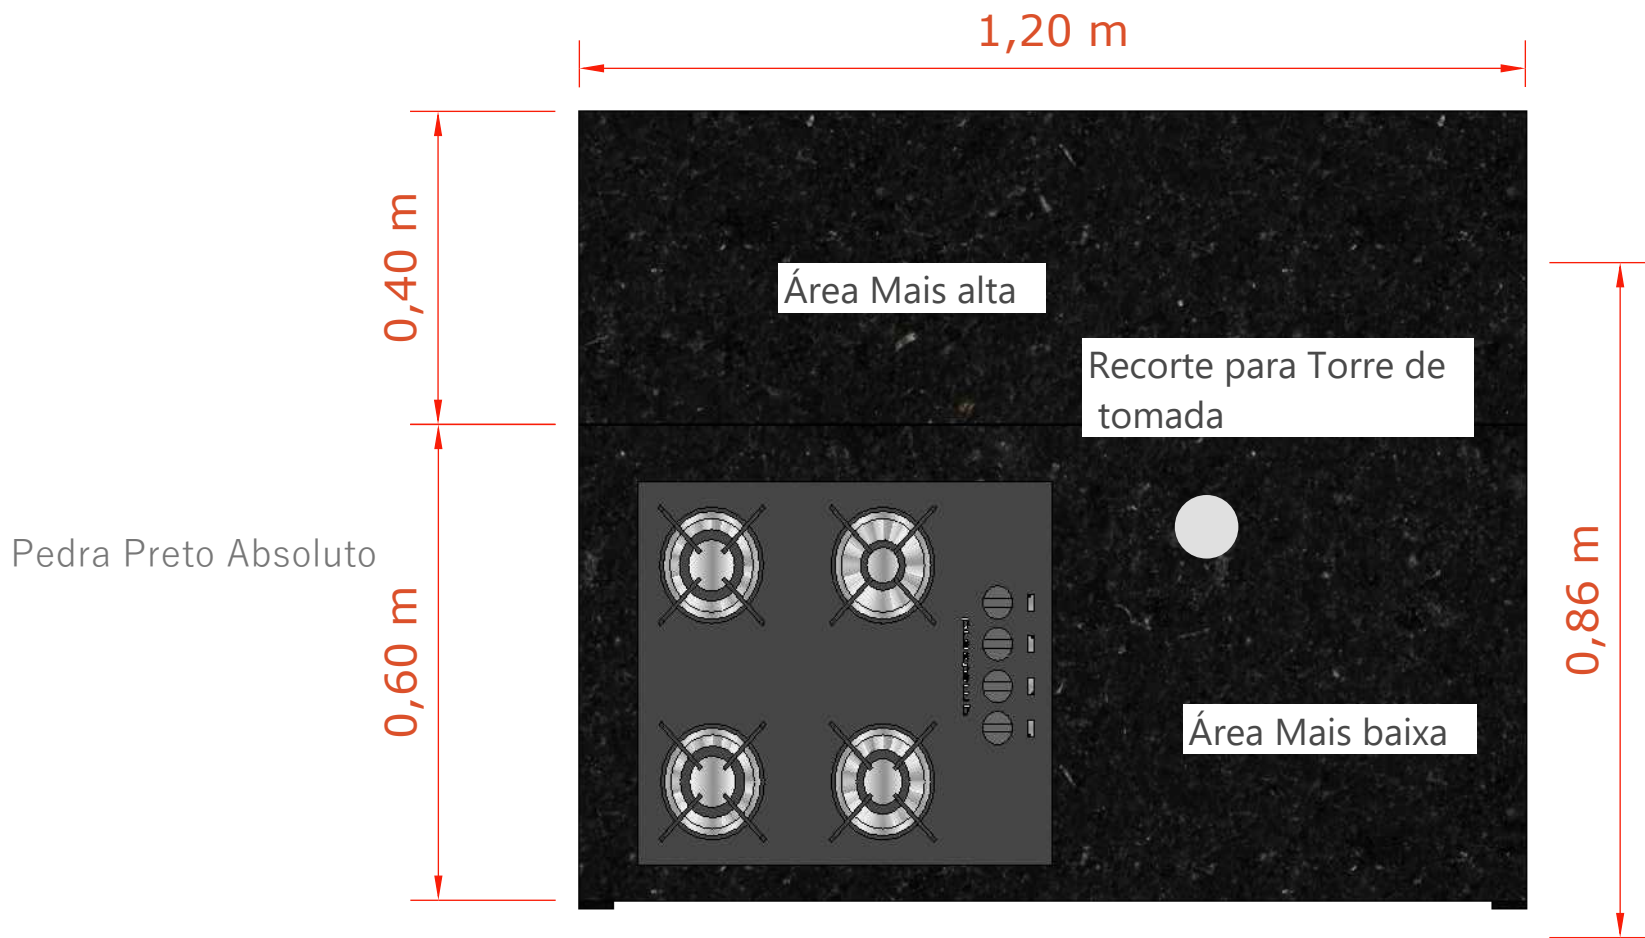 1,20 m
0,40 m
Área Mais alta
Recorte para Torre de
tomada
Pedra Preto Absoluto
0,60 m
0,86 m
Área Mais baixa